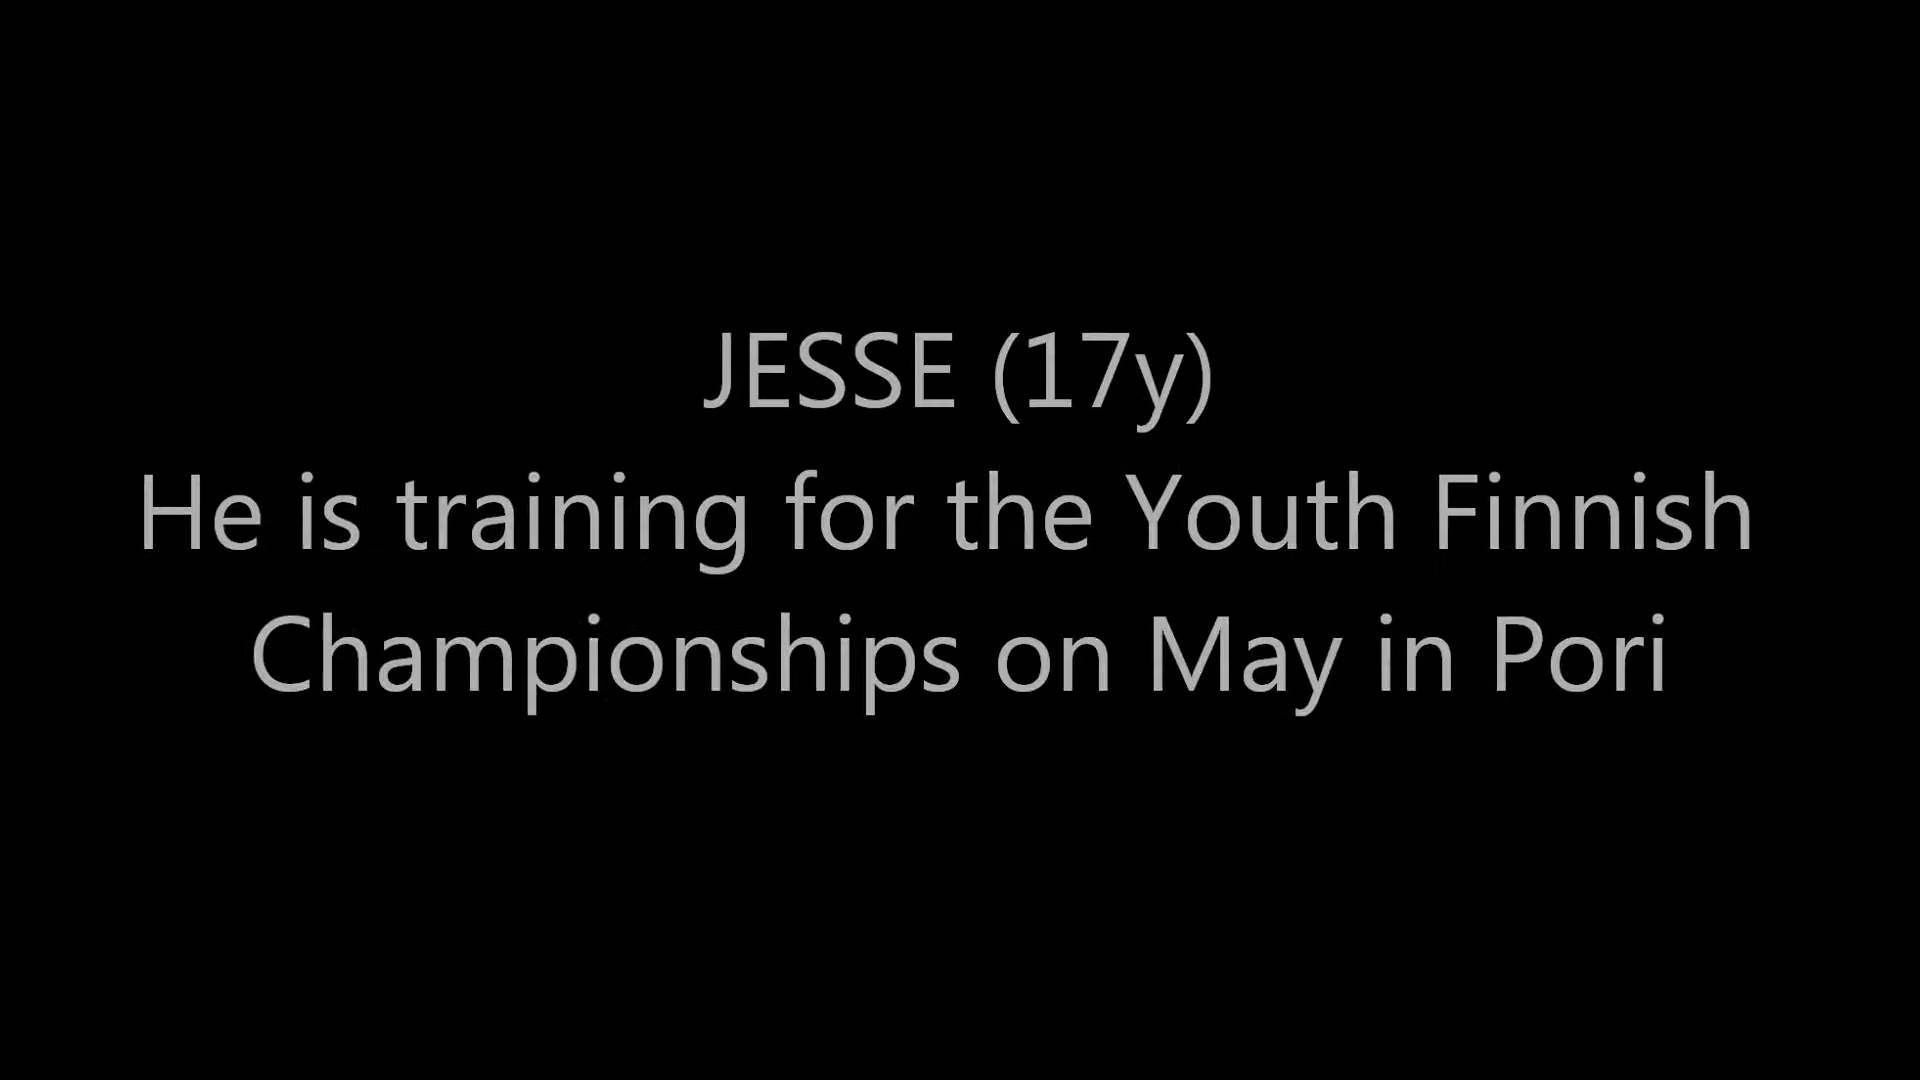 JESSE (17y)
He is training for the Youth Finnish
Championships on May in Pori